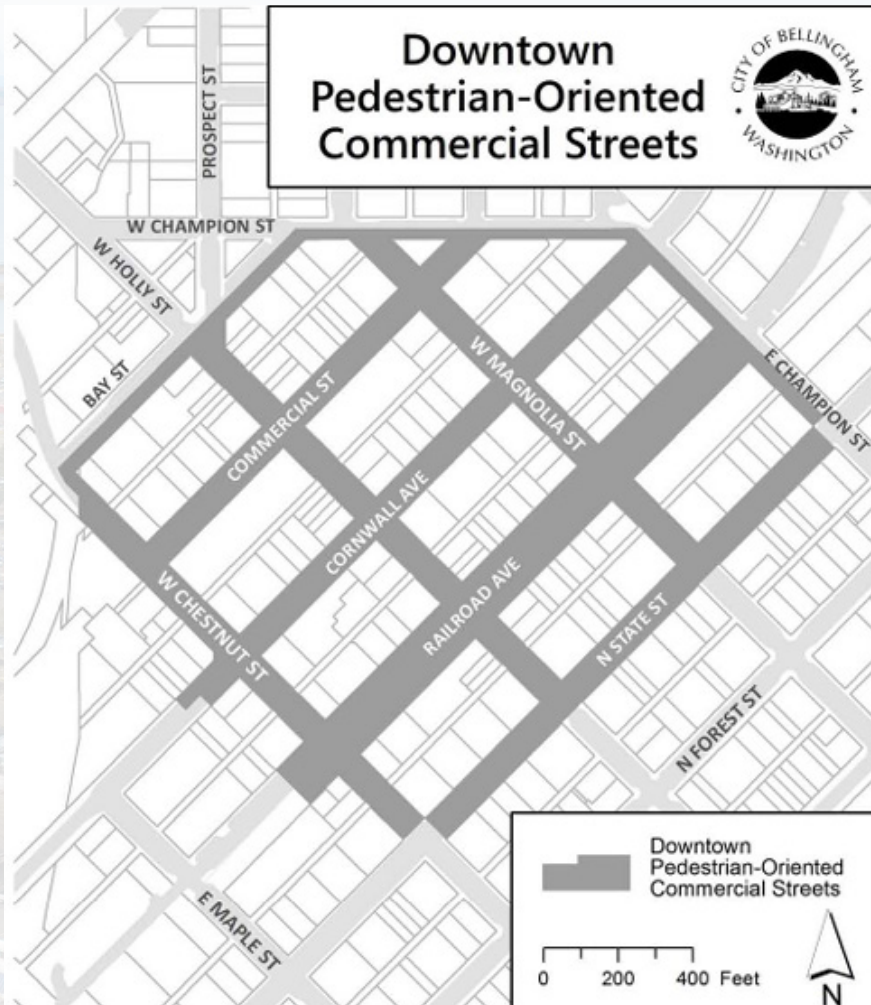 Downtown
Pedestrian-Oriented
Commercial Streets
CITY OF BELLINGHAM
WASHINGTON
PROSPECT ST
W CHAMPION ST
W HOLLY ST
BAY ST
COMMERCIAL ST
W MAGNOLIA ST
E CHAMPION ST
CORNWALL AVE
W CHESTNUT ST
RAILROAD AVE
N STATE ST
N FOREST ST
E MAPLE ST
Downtown
Pedestrian-Oriented
Commercial Streets
0 200 400 Feet
N